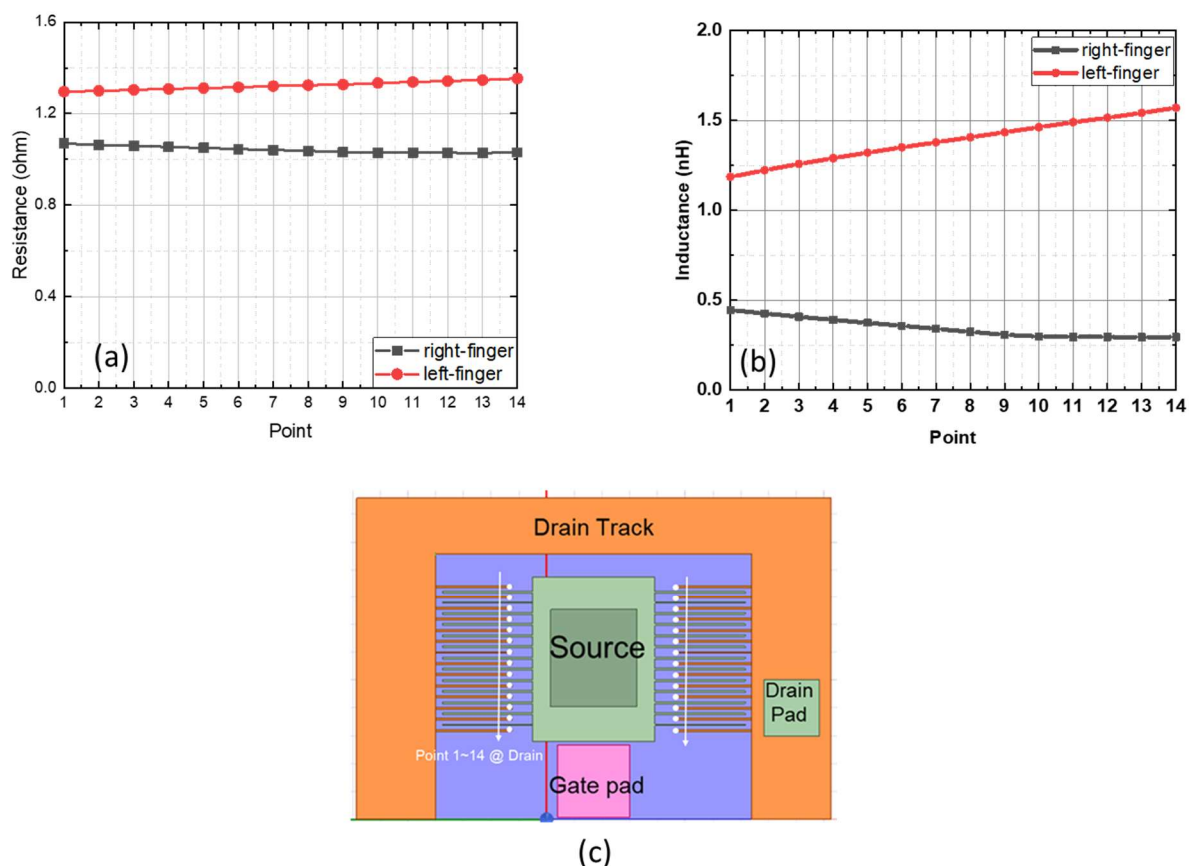 1.6
1.2
0.8
0.4
0.0
Resistance (ohm)
1 2 3 4 5 6 7 8 9 10 11 12 13 14
Point
(a)
right-finger
left-finger
2.0
1.5
1.0
0.5
0.0
Inductance (nH)
1 2 3 4 5 6 7 8 9 10 11 12 13 14
Point
(b)
right-finger
left-finger
Drain Track
Source
Drain
Pad
Point 1~14 @ Drain
Gate pad
(c)